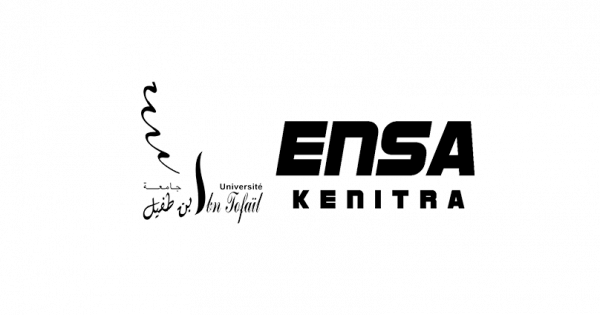 جامعة
ابن طفيل
Université
Ibn Tofaïl
ENSA
KENITRA